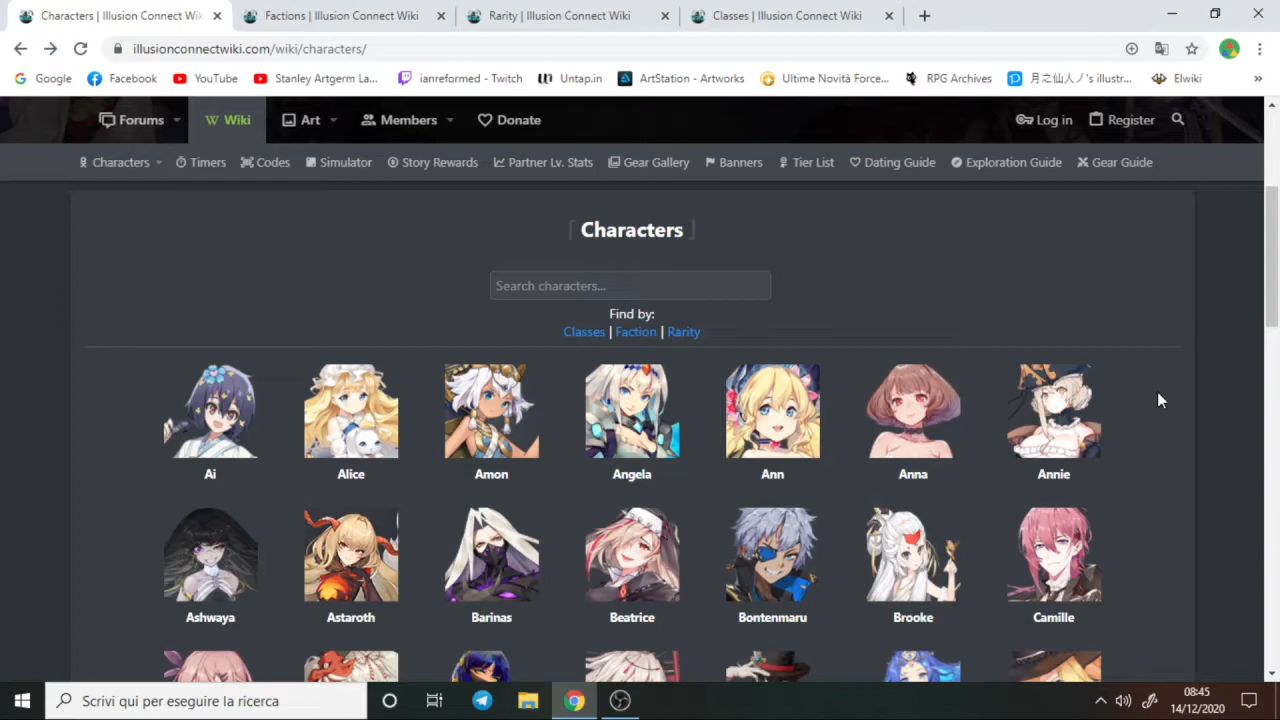 Characters | Illusion Connect Wik
Factions | Illusion Connect Wiki
Rarity | Illusion Connect Wiki
Classes | Illusion Connect Wiki
illusionconnectwiki.com/wiki/characters/
Google
Facebook
YouTube
Stanley Artgerm La...
ianreformed - Twitch
Untap.in
ArtStation - Artworks
Ultime Novità Force...
RPG Archives
月之仙人ノ's illustr...
Elwiki
»
Forums
Wiki
Art
Members
Donate
Log in
Register
Characters
Timers
Codes
Simulator
Story Rewards
Partner Lv. Stats
Gear Gallery
Banners
Tier List
Dating Guide
Exploration Guide
Gear Guide
[ Characters ]
Search characters...
Find by:
Classes | Faction | Rarity
Ai
Alice
Amon
Angela
Ann
Anna
Annie
Ashwaya
Astaroth
Barinas
Beatrice
Bontenmaru
Brooke
Camille
Scrivi qui per eseguire la ricerca
08:45
14/12/2020